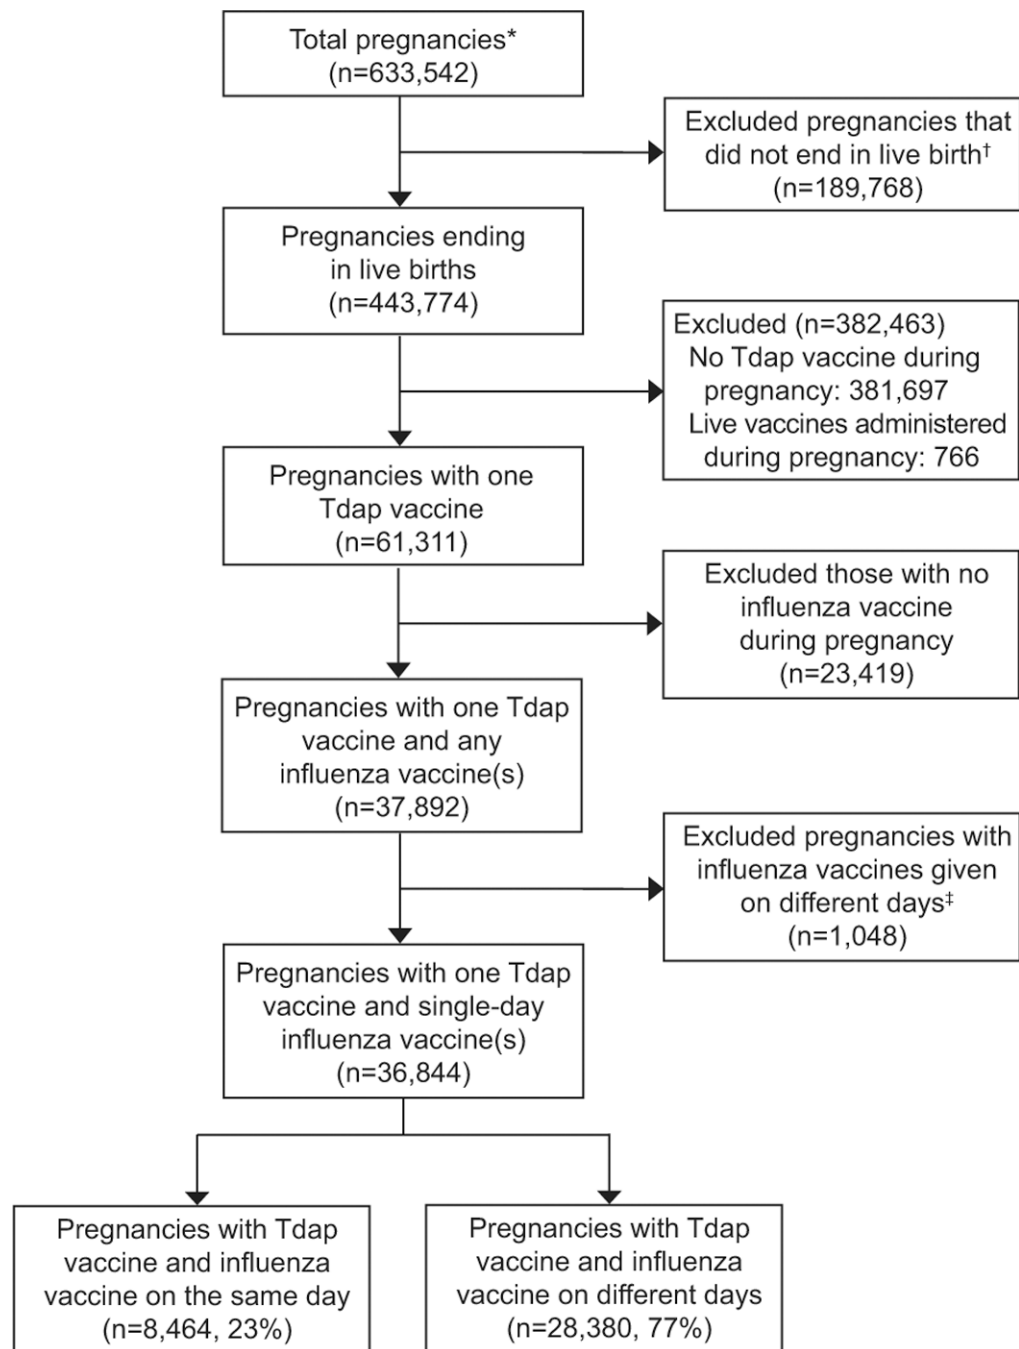 Total pregnancies*
(n=633,542)
Excluded pregnancies that
did not end in live birth†
(n=189,768)
Pregnancies ending
in live births
(n=443,774)
Excluded (n=382,463)
No Tdap vaccine during
pregnancy: 381,697
Live vaccines administered
during pregnancy: 766
Pregnancies with one
Tdap vaccine
(n=61,311)
Excluded those with no
influenza vaccine
during pregnancy
(n=23,419)
Pregnancies with one Tdap
vaccine and any
influenza vaccine(s)
(n=37,892)
Excluded pregnancies with
influenza vaccines given
on different days‡
(n=1,048)
Pregnancies with one Tdap
vaccine and single-day
influenza vaccine(s)
(n=36,844)
Pregnancies with Tdap
vaccine and influenza
vaccine on the same day
(n=8,464, 23%)
Pregnancies with Tdap
vaccine and influenza
vaccine on different days
(n=28,380, 77%)